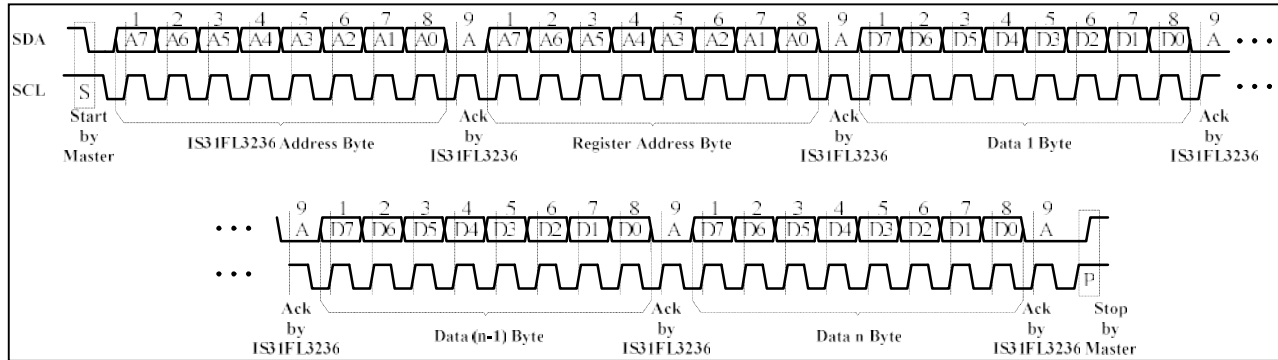 1 2 3 4 5 6 7 8 9 1 2 3 4 5 6 7 8 9 1 2 3 4 5 6 7 8 9
SDA A7 A6 A5 A4 A3 A2 A1 A0 A A7 A6 A5 A4 A3 A2 A1 A0 A D7 D6 D5 D4 D3 D2 D1 D0 A •••
SCL S •••
Start by Master
IS31FL3236 Address Byte
Ack by IS31FL3236
Register Address Byte
Ack by IS31FL3236
Data 1 Byte
Ack by IS31FL3236
9 1 2 3 4 5 6 7 8 9 1 2 3 4 5 6 7 8 9
••• A D7 D6 D5 D4 D3 D2 D1 D0 A D7 D6 D5 D4 D3 D2 D1 D0 A
••• P
Ack by IS31FL3236
Data (n-1) Byte
Ack by IS31FL3236
Data n Byte
Ack by IS31FL3236
Stop by Master